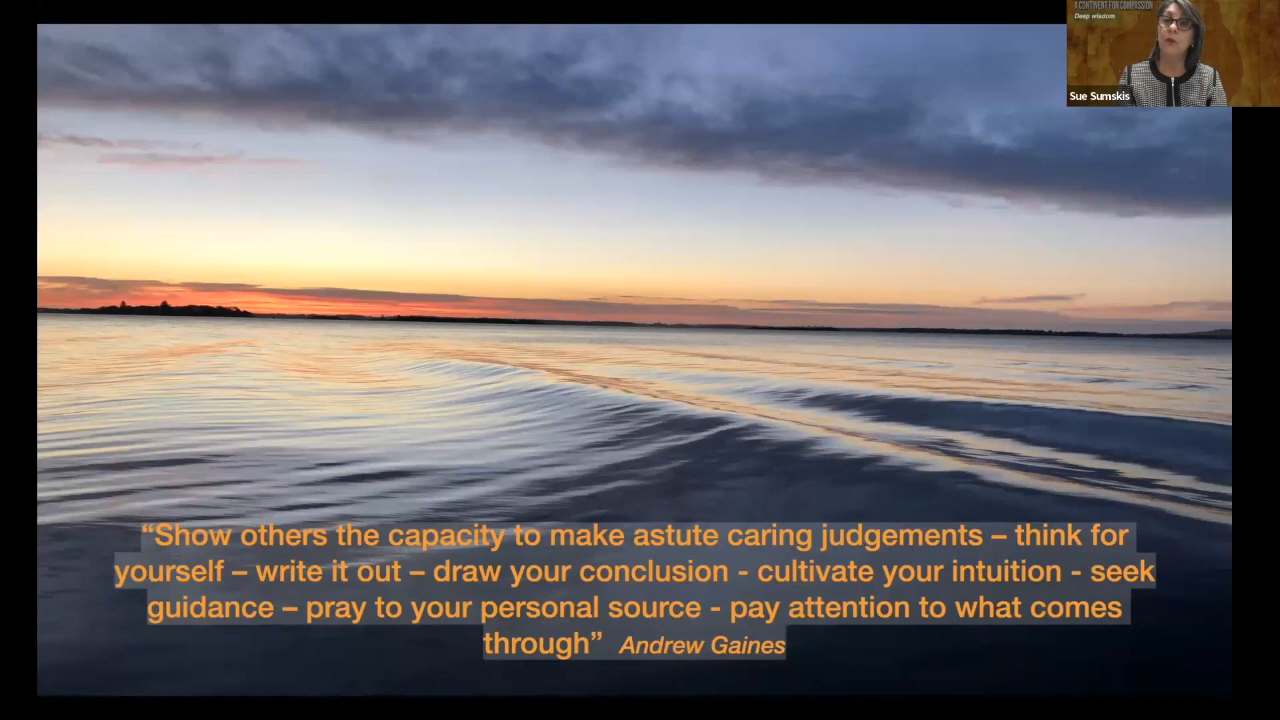 A CONTINENT FOR COMPASSION
Deep wisdom
Sue Sumskis
“Show others the capacity to make astute caring judgements – think for
yourself – write it out – draw your conclusion - cultivate your intuition - seek
guidance – pray to your personal source - pay attention to what comes
through” Andrew Gaines